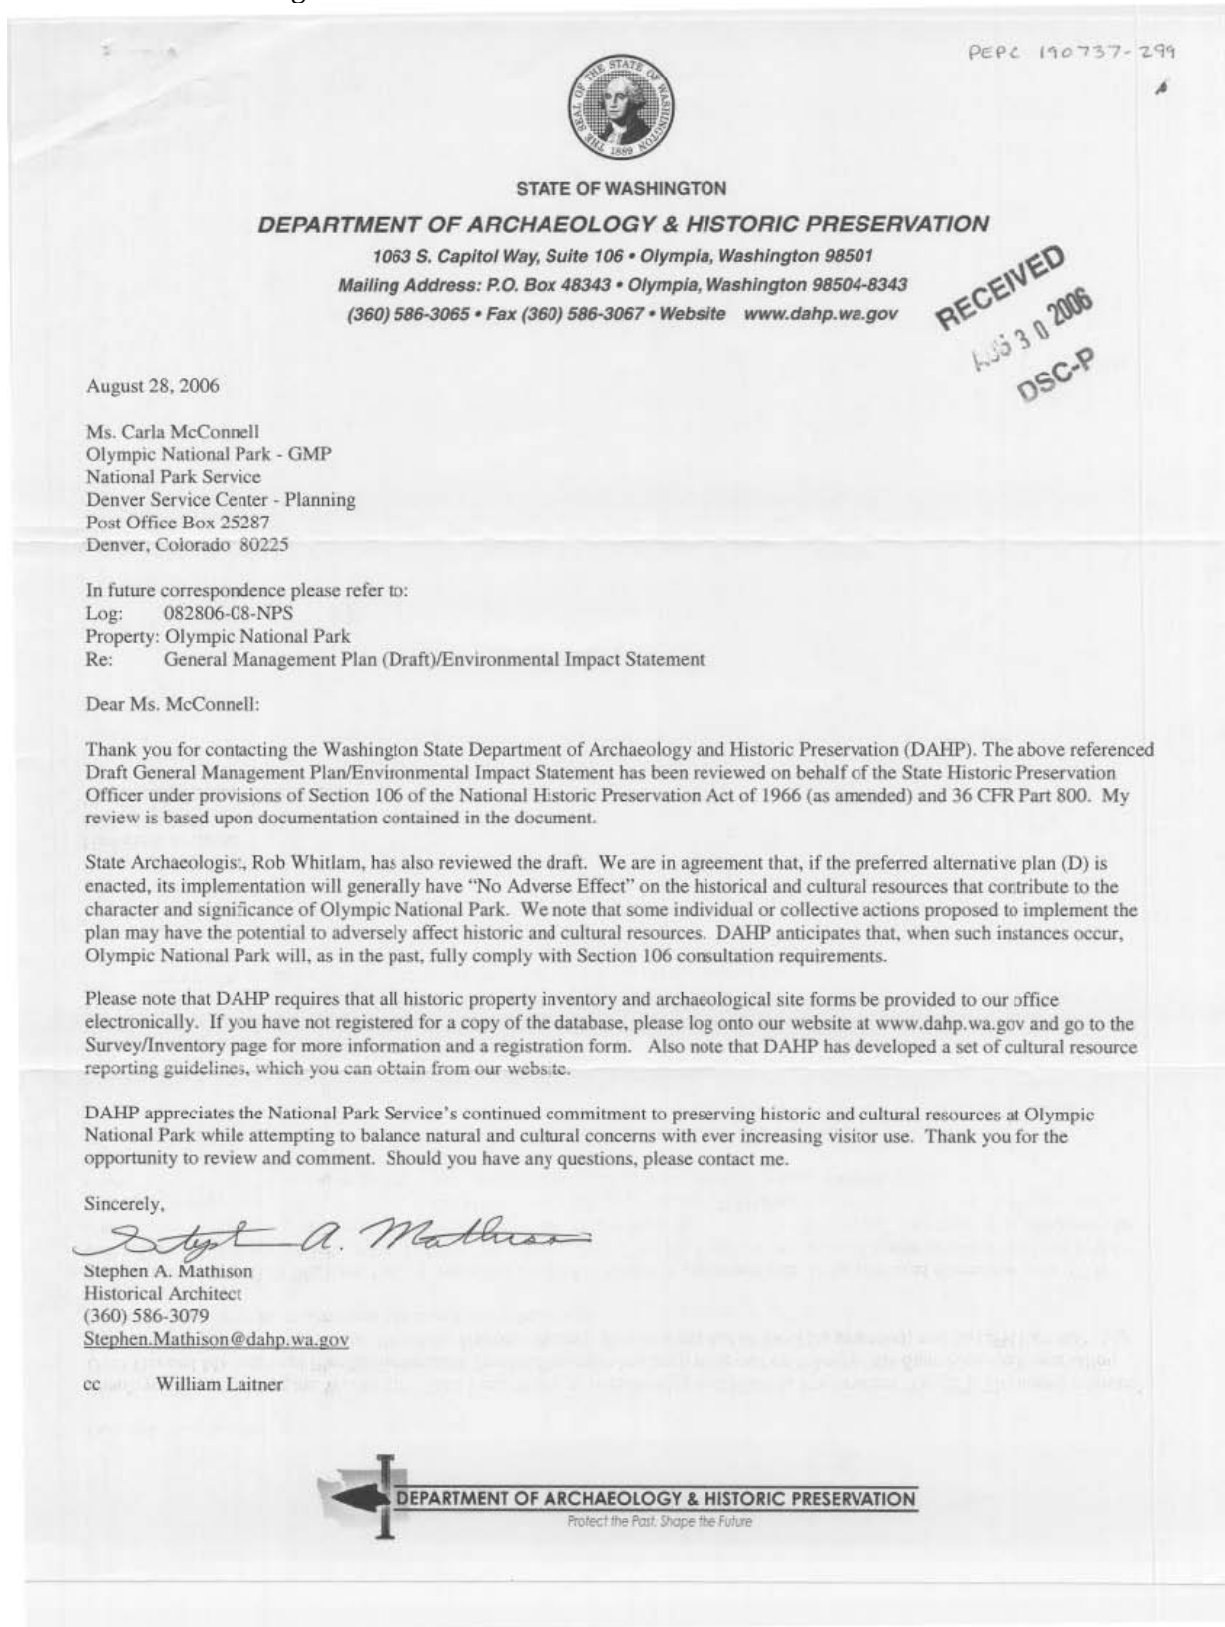 PEPC 190737-299
THE SEAL OF THE STATE OF WASHINGTON
1889
STATE OF WASHINGTON
DEPARTMENT OF ARCHAEOLOGY & HISTORIC PRESERVATION
1063 S. Capitol Way, Suite 106 • Olympia, Washington 98501
Mailing Address: P.O. Box 48343 • Olympia, Washington 98504-8343
(360) 586-3065 • Fax (360) 586-3067 • Website www.dahp.wa.gov
RECEIVED
AUG 30 2006
DSC-P
August 28, 2006
Ms. Carla McConnell
Olympic National Park - GMP
National Park Service
Denver Service Center - Planning
Post Office Box 25287
Denver, Colorado 80225
In future correspondence please refer to:
Log: 082806-08-NPS
Property: Olympic National Park
Re: General Management Plan (Draft)/Environmental Impact Statement
Dear Ms. McConnell:
Thank you for contacting the Washington State Department of Archaeology and Historic Preservation (DAHP). The above referenced
Draft General Management Plan/Environmental Impact Statement has been reviewed on behalf of the State Historic Preservation
Officer under provisions of Section 106 of the National Historic Preservation Act of 1966 (as amended) and 36 CFR Part 800. My
review is based upon documentation contained in the document.
State Archaeologist, Rob Whitlam, has also reviewed the draft. We are in agreement that, if the preferred alternative plan (D) is
enacted, its implementation will generally have “No Adverse Effect” on the historical and cultural resources that contribute to the
character and significance of Olympic National Park. We note that some individual or collective actions proposed to implement the
plan may have the potential to adversely affect historic and cultural resources. DAHP anticipates that, when such instances occur,
Olympic National Park will, as in the past, fully comply with Section 106 consultation requirements.
Please note that DAHP requires that all historic property inventory and archaeological site forms be provided to our office
electronically. If you have not registered for a copy of the database, please log onto our website at www.dahp.wa.gov and go to the
Survey/Inventory page for more information and a registration form. Also note that DAHP has developed a set of cultural resource
reporting guidelines, which you can obtain from our website.
DAHP appreciates the National Park Service's continued commitment to preserving historic and cultural resources at Olympic
National Park while attempting to balance natural and cultural concerns with ever increasing visitor use. Thank you for the
opportunity to review and comment. Should you have any questions, please contact me.
Sincerely,
Stephen A. Mathison
Stephen A. Mathison
Historical Architect
(360) 586-3079
Stephen.Mathison@dahp.wa.gov
cc William Laitner
DEPARTMENT OF ARCHAEOLOGY & HISTORIC PRESERVATION
Protect the Past, Shape the Future